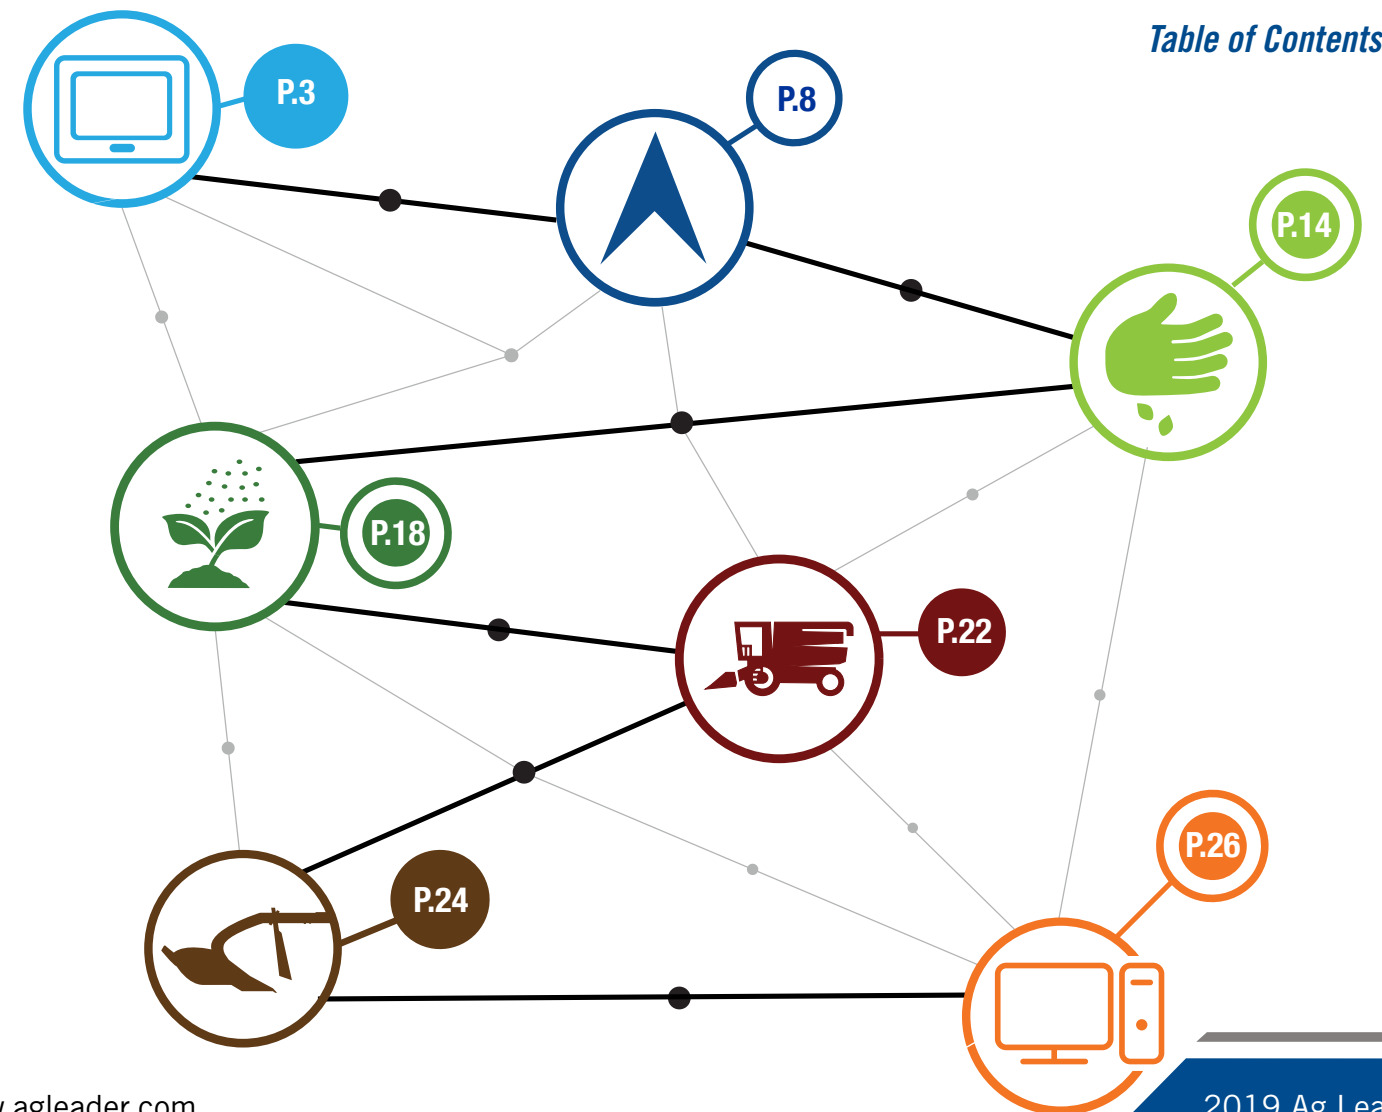 Table of Contents
P.3
P.8
P.14
P.18
P.22
P.26
P.24
agleader.com
2019 Ag